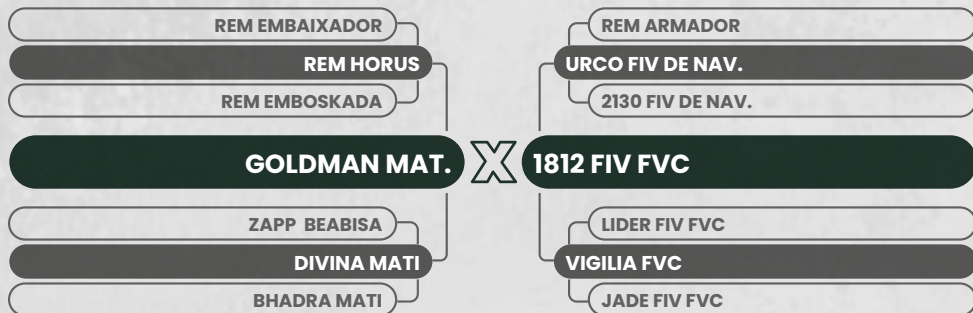 REM EMBAIXADOR
REM ARMADOR
REM HORUS
URCO FIV DE NAV.
REM EMBOSKADA
2130 FIV DE NAV.
GOLDMAN MAT. X 1812 FIV FVC
ZAPP BEABISA
LIDER FIV FVC
DIVINA MATI
VIGILIA FVC
BHADRA MATI
JADE FIV FVC